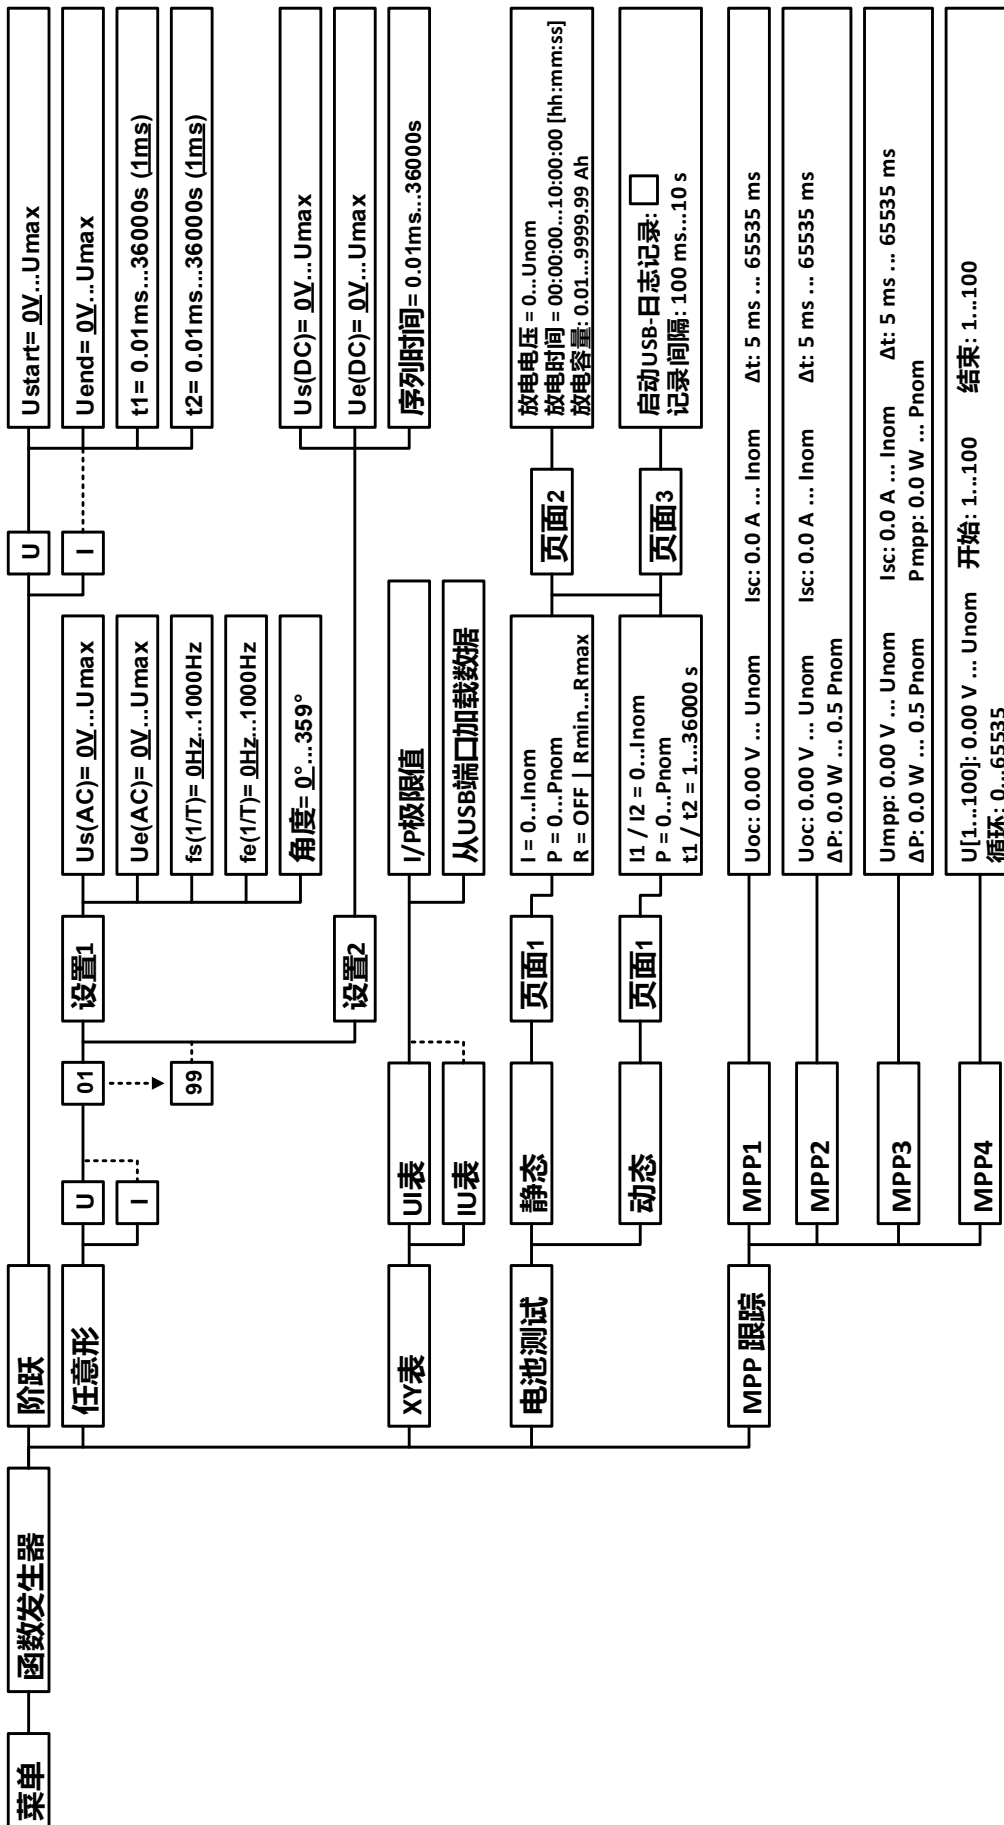 菜单
函数发生器
阶跃
U
Ustart= 0V...Umax
I
Uend= 0V...Umax
t1= 0.01ms...36000s (1ms)
t2= 0.01ms...36000s (1ms)
任意形
U
I
01
99
设置1
Us(AC)= 0V...Umax
Ue(AC)= 0V...Umax
fs(1/T)= 0Hz...1000Hz
fe(1/T)= 0Hz...1000Hz
角度= 0°...359°
设置2
Us(DC)= 0V...Umax
Ue(DC)= 0V...Umax
序列时间= 0.01ms...36000s
XY表
UI表
IU表
I/P极限值
从USB端口加载数据
电池测试
静态
页面1
I = 0...Inom
P = 0...Pnom
R = OFF | Rmin...Rmax
页面2
放电电压 = 0...Unom
放电时间 = 00:00:00...10:00:00 [hh:mm:ss]
放电容量: 0.01...9999.99 Ah
动态
页面1
I1 / I2 = 0...Inom
P = 0...Pnom
t1 / t2 = 1...36000 s
页面3
启动USB-日志记录:
记录间隔: 100 ms...10 s
MPP 跟踪
MPP1
Uoc: 0.00 V ... Unom Isc: 0.0 A ... Inom Δt: 5 ms ... 65535 ms
MPP2
Uoc: 0.00 V ... Unom Isc: 0.0 A ... Inom Δt: 5 ms ... 65535 ms
ΔP: 0.0 W ... 0.5 Pnom
MPP3
Umpp: 0.00 V ... Unom Isc: 0.0 A ... Inom Δt: 5 ms ... 65535 ms
ΔP: 0.0 W ... 0.5 Pnom Pmpp: 0.0 W ... Pnom
MPP4
U[1...100]: 0.00 V ... Unom 开始: 1...100 结束: 1...100
循环: 0...65535